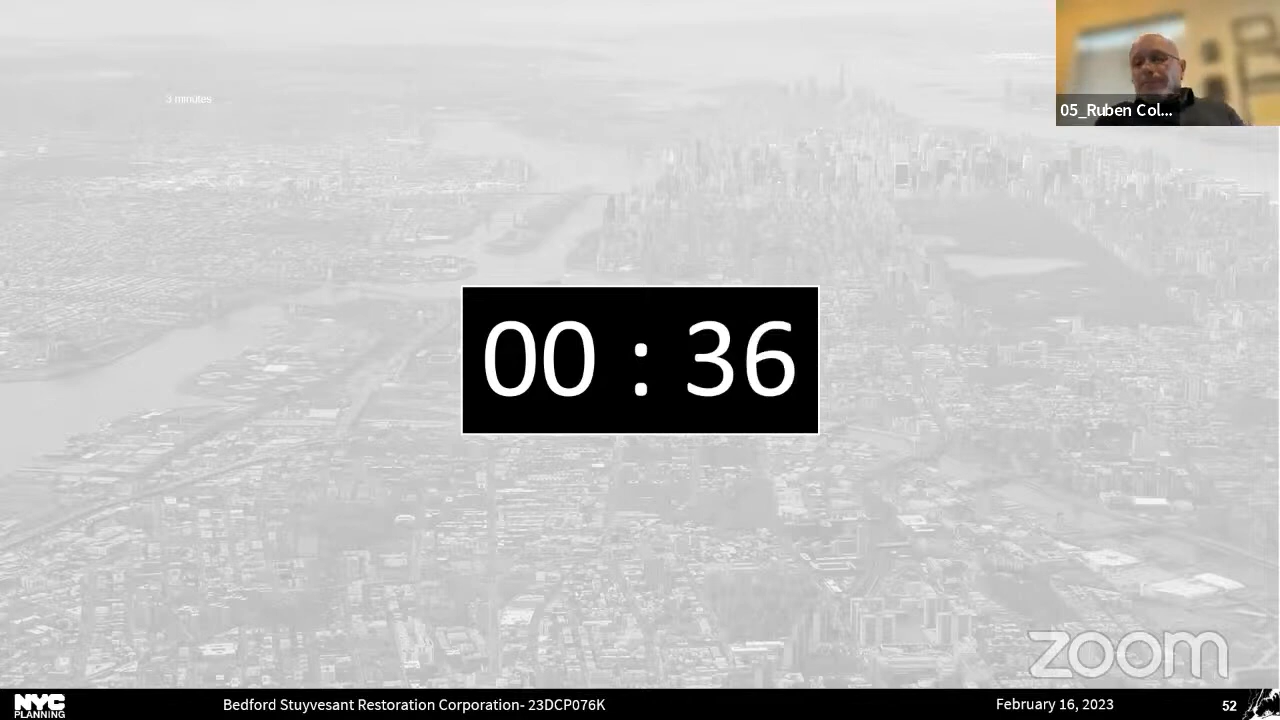 3 minutes
05_Ruben Col...
00 : 36
zoom
NYC
PLANNING
Bedford Stuyvesant Restoration Corporation- 23DCP076K
February 16, 2023
52